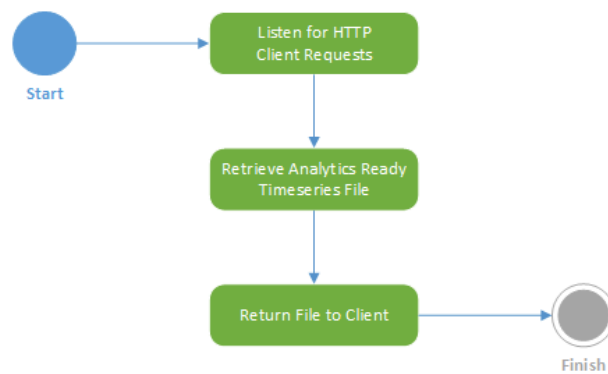 Listen for HTTP
Client Requests
Start
Retrieve Analytics Ready
Timeseries File
Return File to Client
Finish